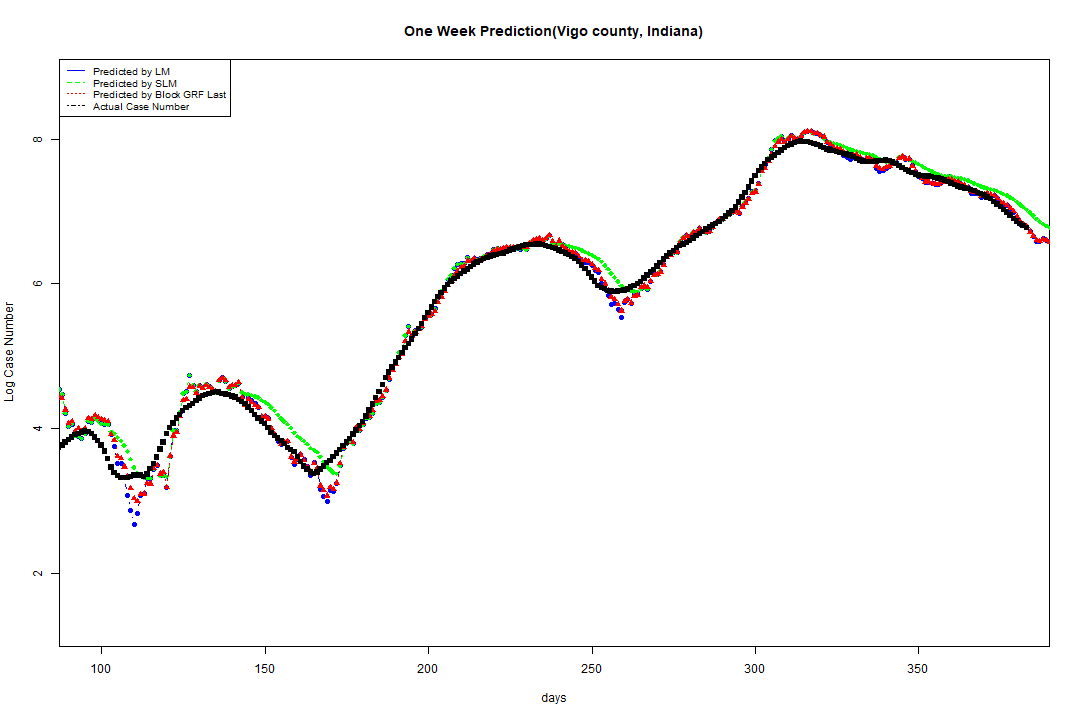 One Week Prediction(Vigo county, Indiana)
Predicted by LM
Predicted by SLM
Predicted by Block GRF Last
Actual Case Number
8
6
4
2
Log Case Number
100 150 200 250 300 350
days